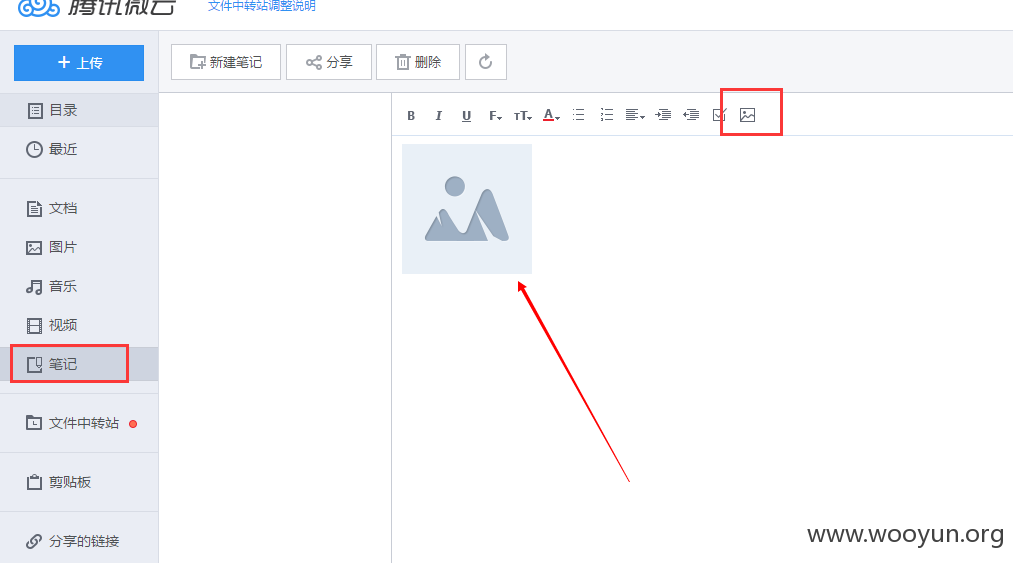 腾讯微云
文件中转站调整说明
+ 上传
新建笔记
分享
删除
目录
B I U F TT A
最近
文档
图片
音乐
视频
笔记
文件中转站
剪贴板
分享的链接
www.wooyun.org